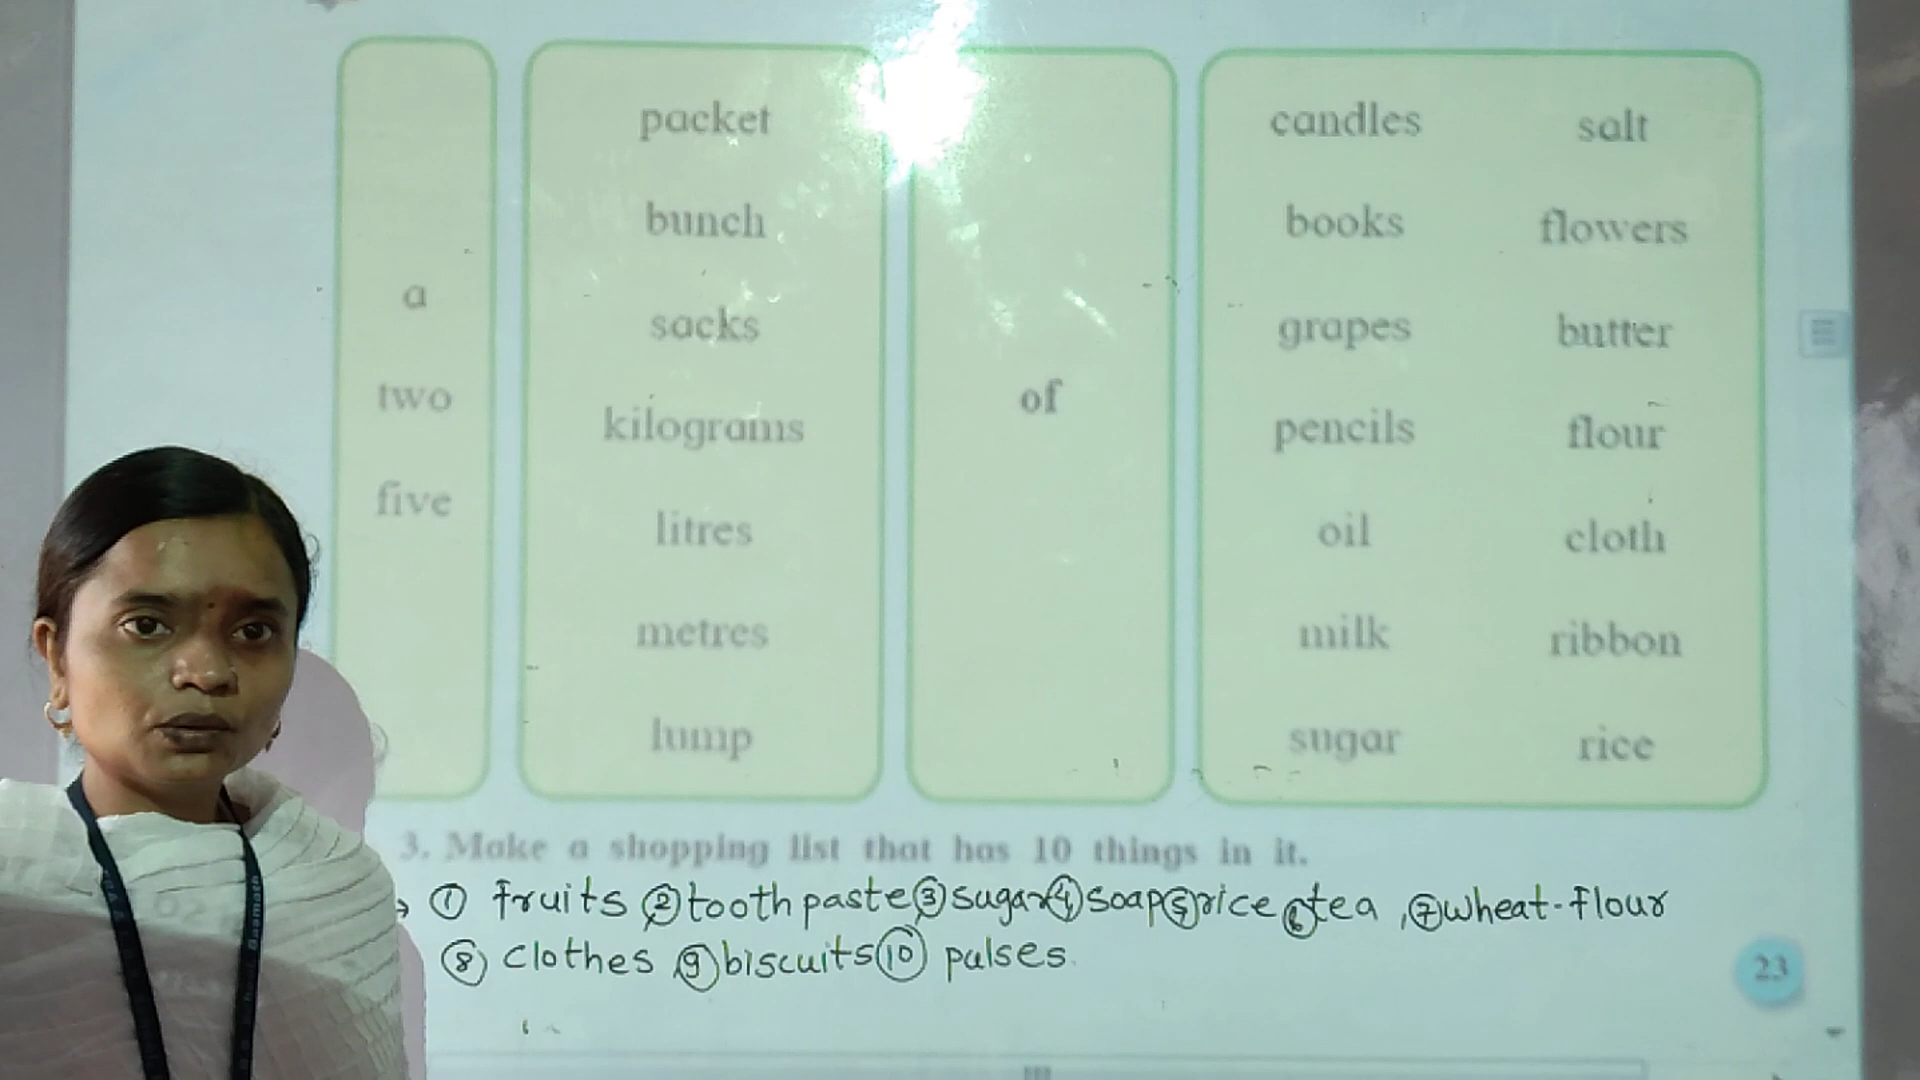 packet
candles salt
bunch
books flowers
a
sacks
grapes butter
two
kilograms
of
pencils flour
five
litres
oil cloth
metres
milk ribbon
lump
sugar rice
3. Make a shopping list that has 10 things in it.
① fruits ② tooth paste ③ sugar ④ soap ⑤ rice ⑥ tea , ⑦ wheat-flour
⑧ clothes ⑨ biscuits ⑩ pulses.
23